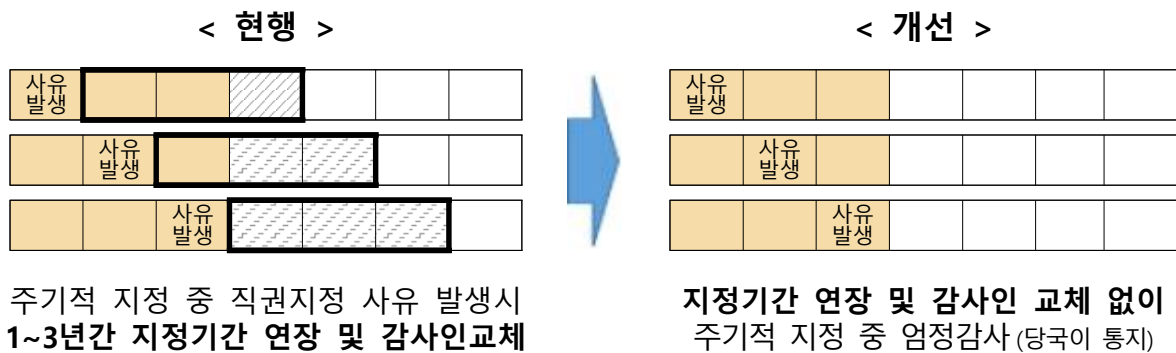 < 현행 >
사유
발생
사유
발생
사유
발생
주기적 지정 중 직권지정 사유 발생시
1~3년간 지정기간 연장 및 감사인교체
< 개선 >
사유
발생
사유
발생
사유
발생
지정기간 연장 및 감사인 교체 없이
주기적 지정 중 엄정감사 (당국이 통지)